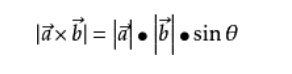 |a⃗ × b⃗| = |a⃗| • |b⃗| • sin θ